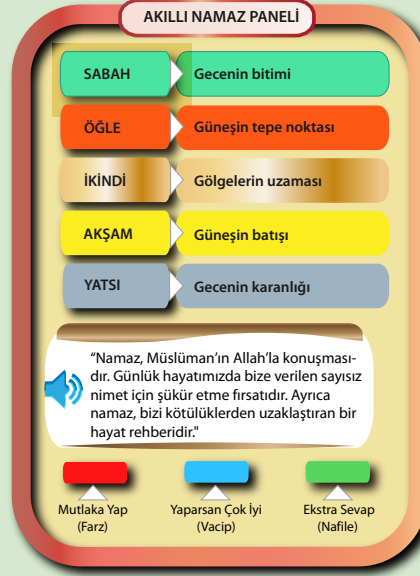 AKILLI NAMAZ PANELİ
SABAH Gecenin bitimi
ÖĞLE Güneşin tepe noktası
İKİNDİ Gölgelerin uzaması
AKŞAM Güneşin batışı
YATSI Gecenin karanlığı
“Namaz, Müslüman’ın Allah’la konuşması-
dır. Günlük hayatımızda bize verilen sayısız
nimet için şükür etme fırsatıdır. Ayrıca
namaz, bizi kötülüklerden uzaklaştıran bir
hayat rehberidir."
Mutlaka Yap
(Farz)
Yaparsan Çok İyi
(Vacip)
Ekstra Sevap
(Nafile)